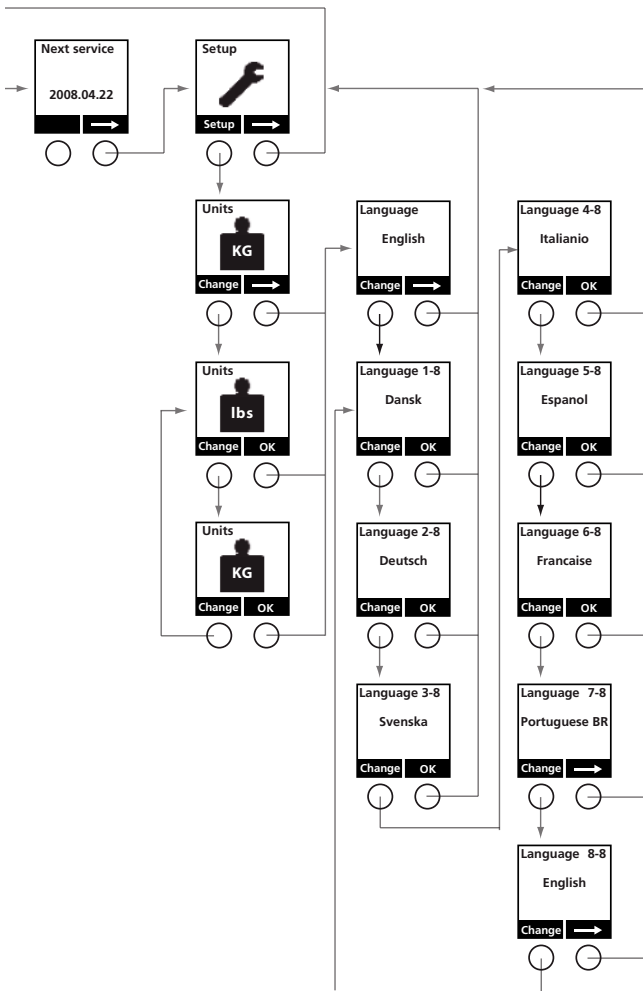 Next service
2008.04.22
Setup
Setup
Units
KG
Change
Units
lbs
Change OK
Units
KG
Change OK
Language
English
Change
Language 1-8
Dansk
Change OK
Language 2-8
Deutsch
Change OK
Language 3-8
Svenska
Change OK
Language 4-8
Italianio
Change OK
Language 5-8
Espanol
Change OK
Language 6-8
Francaise
Change OK
Language 7-8
Portuguese BR
Change
Language 8-8
English
Change